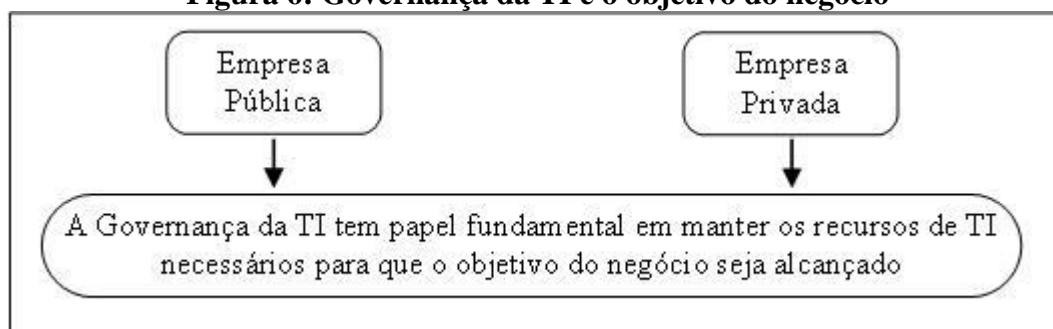 Figura 6: Governança da TI e o objetivo do negócio
Empresa
Pública
Empresa
Privada
A Governança da TI tem papel fundamental em manter os recursos de TI
necessários para que o objetivo do negócio seja alcançado